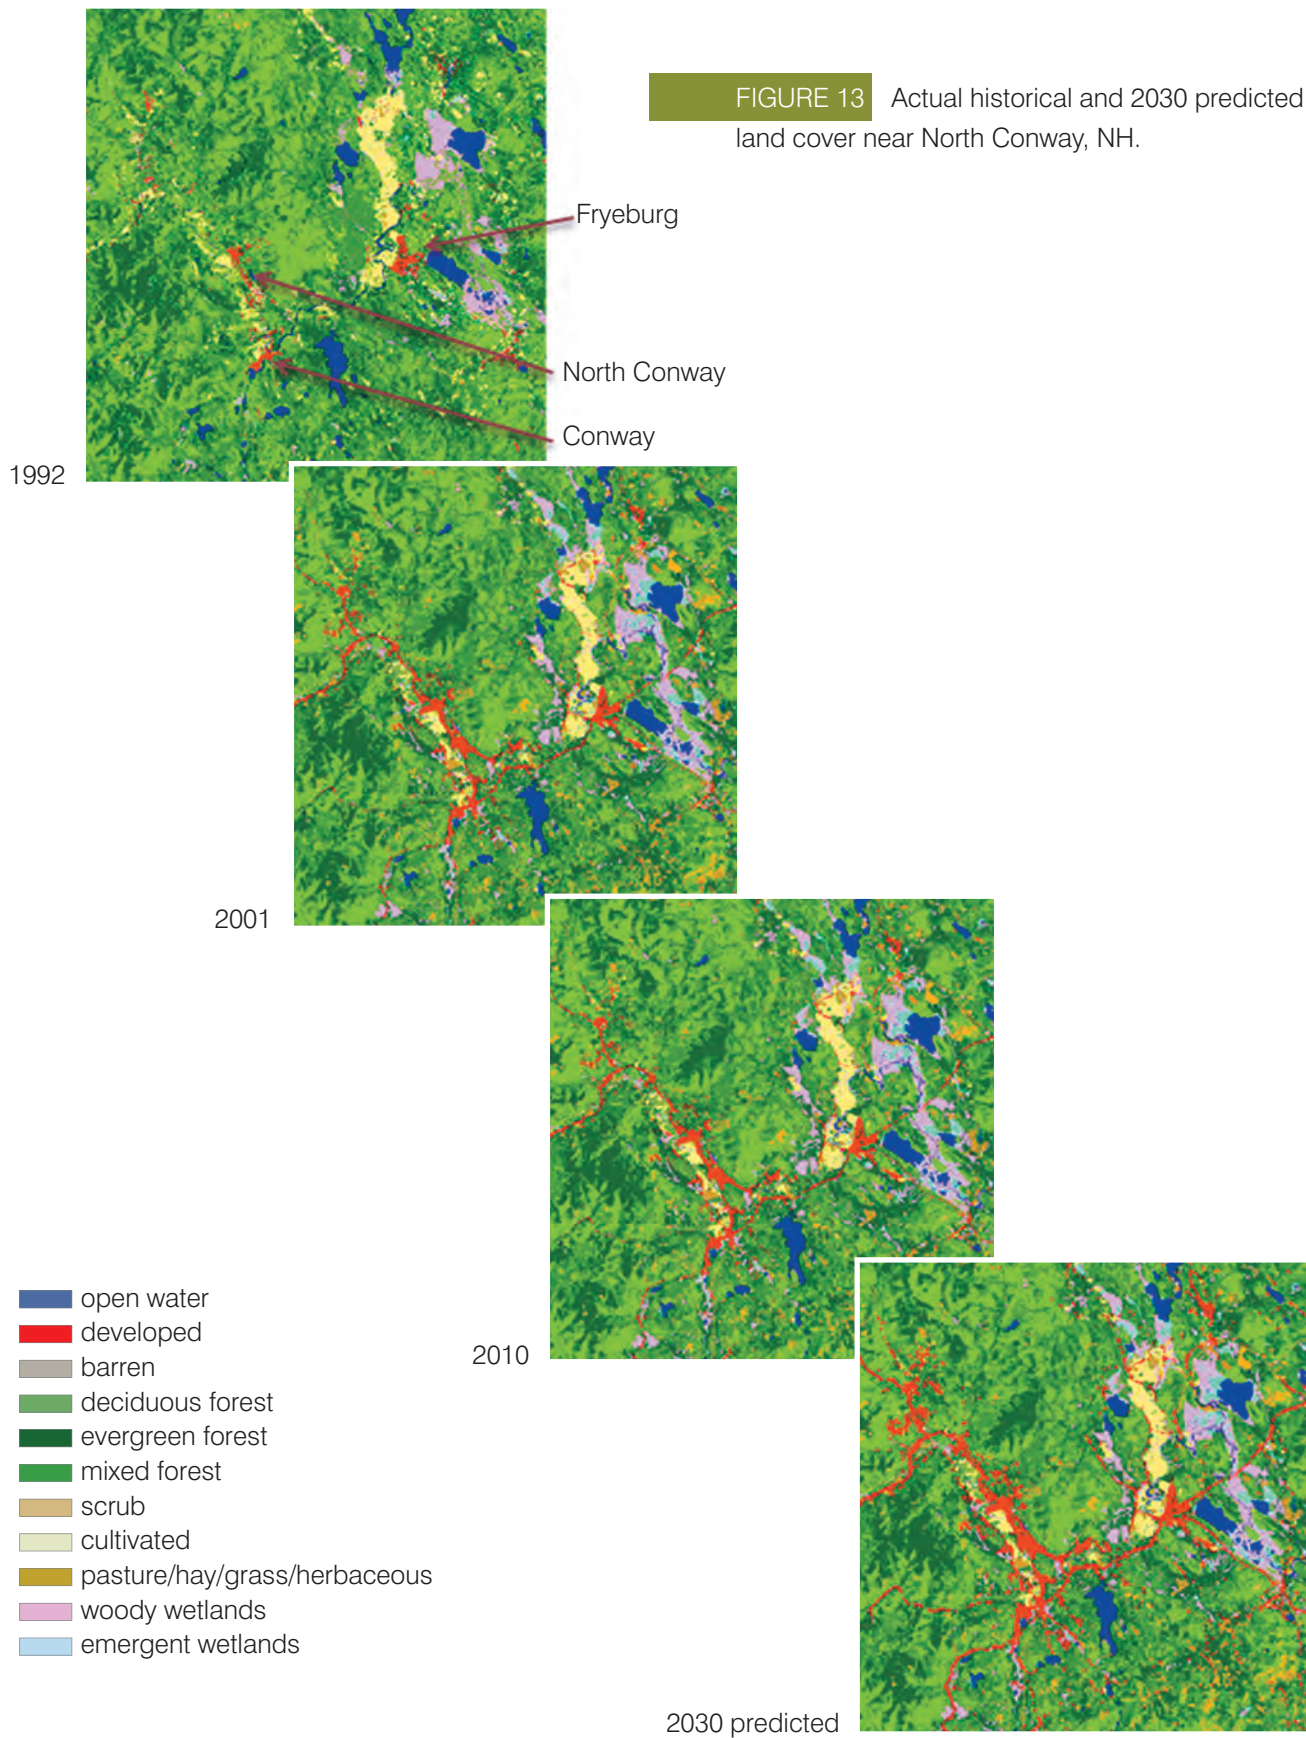 FIGURE 13 Actual historical and 2030 predicted
land cover near North Conway, NH.
Fryeburg
North Conway
Conway
1992
2001
2010
open water
developed
barren
deciduous forest
evergreen forest
mixed forest
scrub
cultivated
pasture/hay/grass/herbaceous
woody wetlands
emergent wetlands
2030 predicted